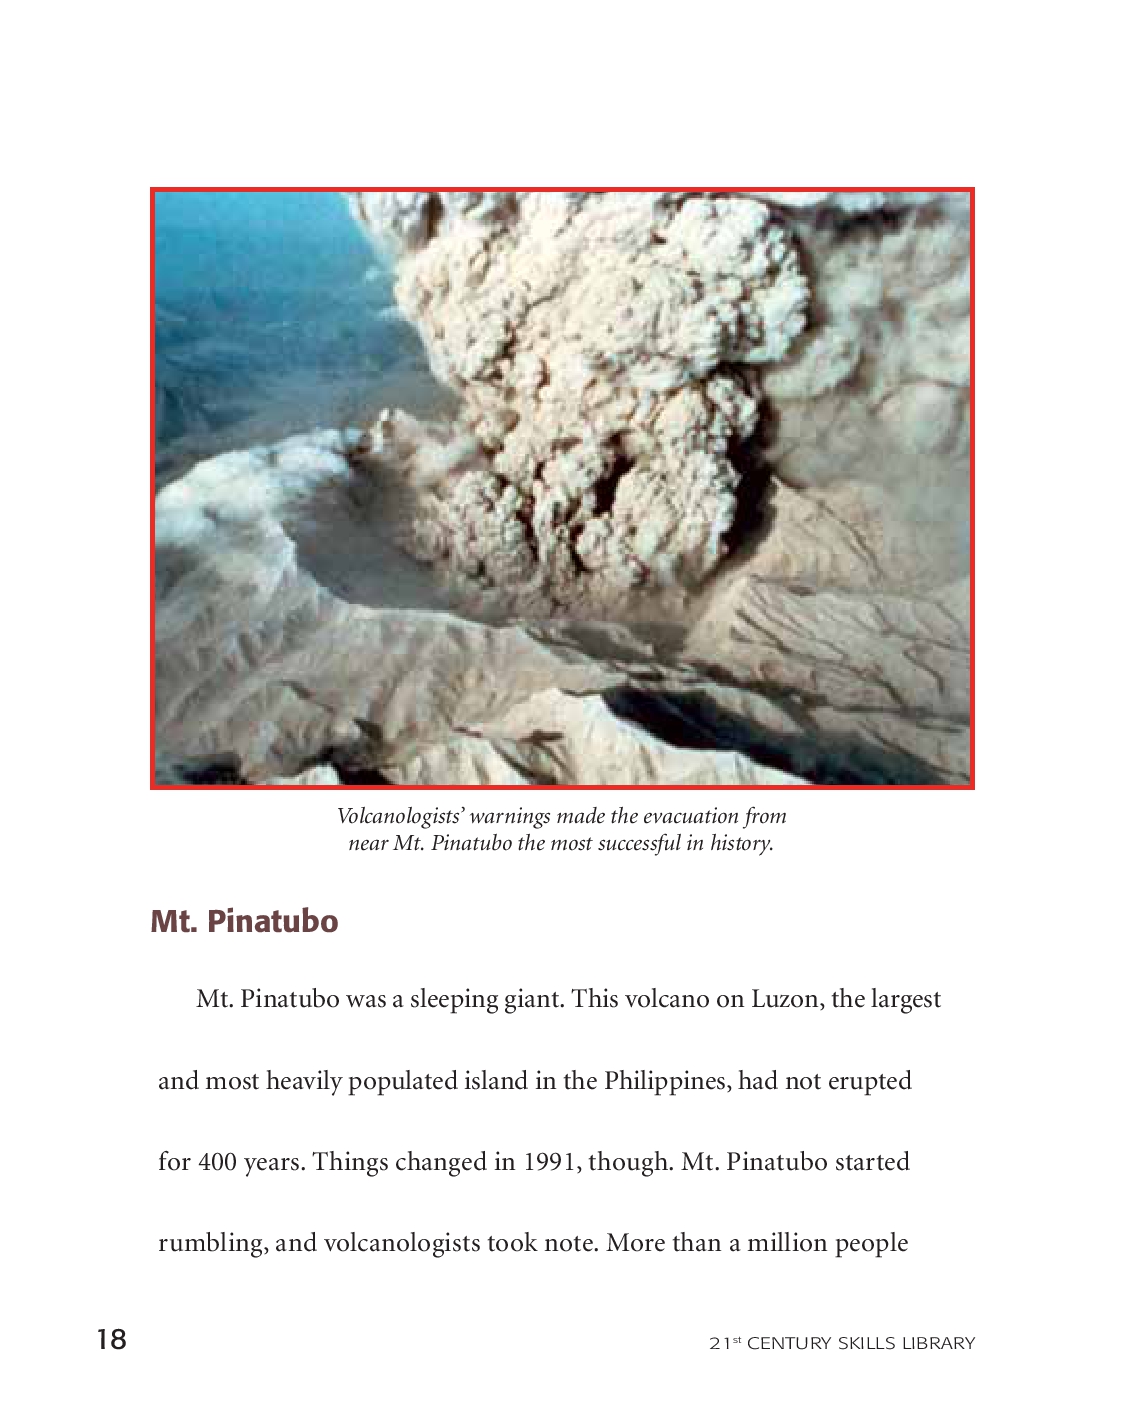 Volcanologists’ warnings made the evacuation from
near Mt. Pinatubo the most successful in history.
Mt. Pinatubo
Mt. Pinatubo was a sleeping giant. This volcano on Luzon, the largest
and most heavily populated island in the Philippines, had not erupted
for 400 years. Things changed in 1991, though. Mt. Pinatubo started
rumbling, and volcanologists took note. More than a million people
18
21st CENTURY SKILLS LIBRARY